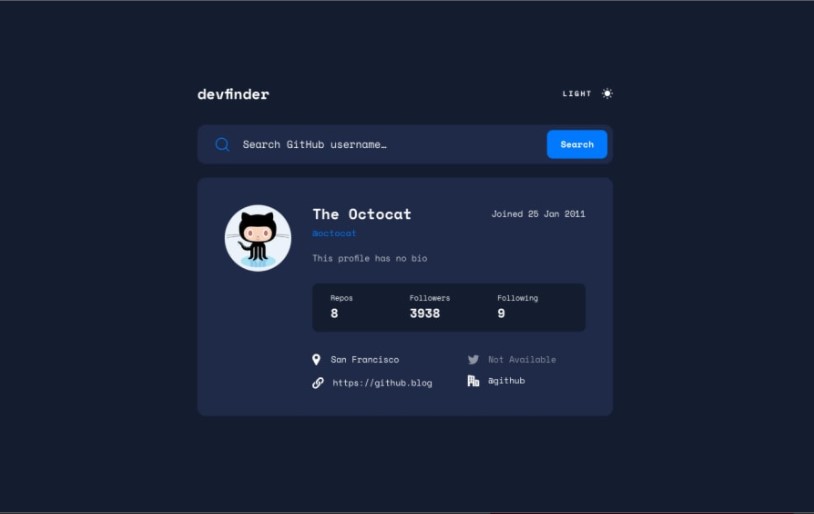 devfinder
LIGHT
Search GitHub username…
Search
The Octocat
Joined 25 Jan 2011
@octocat
This profile has no bio
Repos Followers Following
8 3938 9
San Francisco
Not Available
https://github.blog
@github